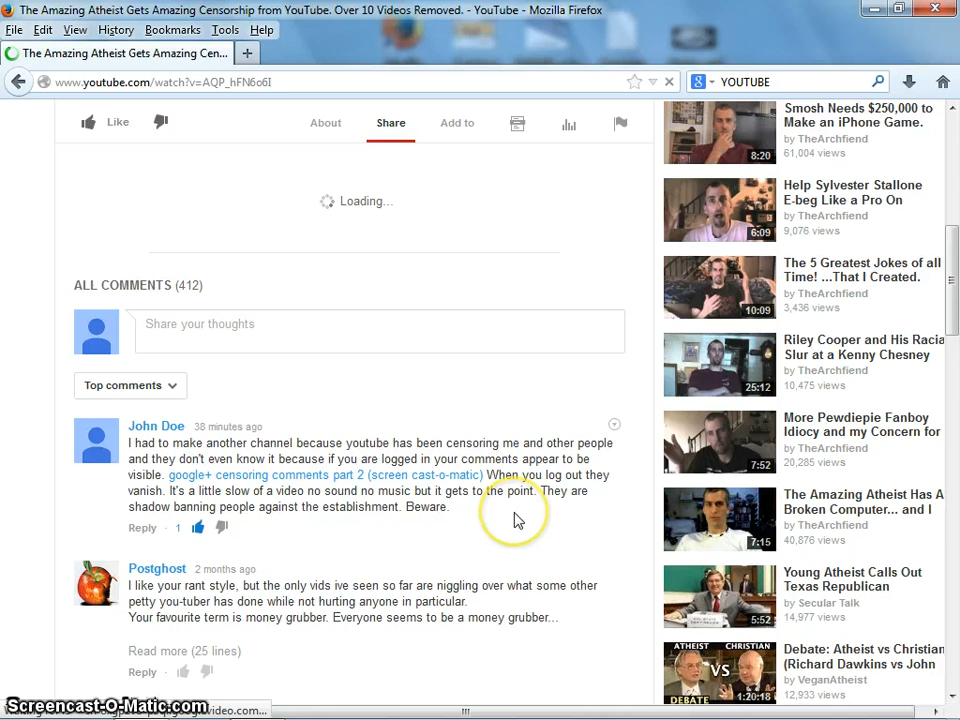 The Amazing Atheist Gets Amazing Censorship from YouTube. Over 10 Videos Removed. - YouTube - Mozilla Firefox
File Edit View History Bookmarks Tools Help
The Amazing Atheist Gets Amazing Cen... +
www.youtube.com/watch?v=AQP_hFN6o6I
8 YOUTUBE
Like
About Share Add to
Loading...
ALL COMMENTS (412)
Share your thoughts
Top comments
John Doe 38 minutes ago
I had to make another channel because youtube has been censoring me and other people
and they don't even know it because if you are logged in your comments appear to be
visible. google+ censoring comments part 2 (screen cast-o-matic) When you log out they
vanish. It's a little slow of a video no sound no music but it gets to the point. They are
shadow banning people against the establishment. Beware.
Reply · 1
Postghost 2 months ago
I like your rant style, but the only vids ive seen so far are niggling over what some other
petty you-tuber has done while not hurting anyone in particular.
Your favourite term is money grubber. Everyone seems to be a money grubber...
Read more (25 lines)
Reply ·
Smosh Needs $250,000 to
Make an iPhone Game.
by TheArchfiend
61,004 views
8:20
Help Sylvester Stallone
E-beg Like a Pro On
by TheArchfiend
9,076 views
6:09
The 5 Greatest Jokes of all
Time! ...That I Created.
by TheArchfiend
3,436 views
10:09
Riley Cooper and His Racia
Slur at a Kenny Chesney
by TheArchfiend
10,475 views
25:12
More Pewdiepie Fanboy
Idiocy and my Concern for
by TheArchfiend
20,285 views
7:52
The Amazing Atheist Has A
Broken Computer... and I
by TheArchfiend
40,876 views
7:15
Young Atheist Calls Out
Texas Republican
by Secular Talk
14,977 views
5:52
Debate: Atheist vs Christian
(Richard Dawkins vs John
by VeganAtheist
12,933 views
ATHEIST CHRISTIAN
VS
DEBATE
1:20:18
Screencast-O-Matic.com
googlevideo.com...